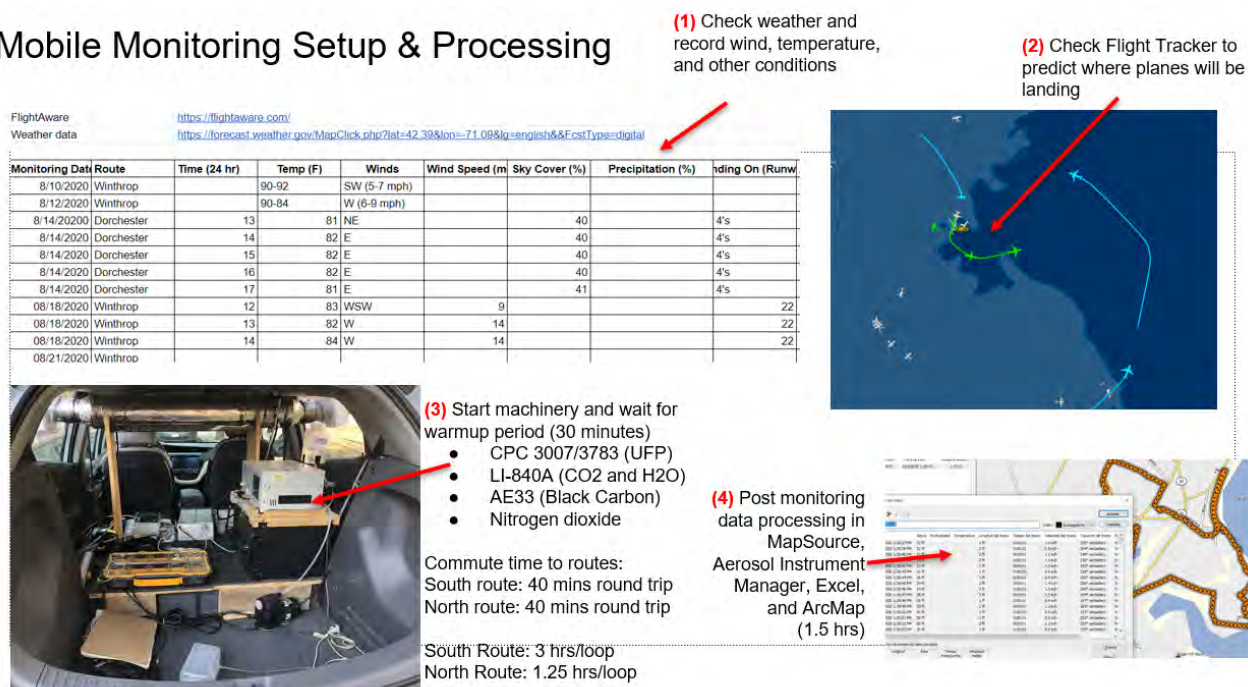 Mobile Monitoring Setup & Processing
(1) Check weather and
record wind, temperature,
and other conditions
(2) Check Flight Tracker to
predict where planes will be
landing
FlightAware https://flightaware.com/
Weather data https://forecast.weather.gov/MapClick.php?lat=42.39&lon=-71.09&lg=english&&FcstType=digital
Monitoring Date Route Time (24 hr) Temp (F) Winds Wind Speed (m Sky Cover (%) Precipitation (%) nding On (Runw
8/10/2020 Winthrop 90-92 SW (5-7 mph)
8/12/2020 Winthrop 90-84 W (6-9 mph)
8/14/20200 Dorchester 13 81 NE 40 4's
8/14/2020 Dorchester 14 82 E 40 4's
8/14/2020 Dorchester 15 82 E 40 4's
8/14/2020 Dorchester 16 82 E 40 4's
8/14/2020 Dorchester 17 81 E 41 4's
08/18/2020 Winthrop 12 83 WSW 9 22
08/18/2020 Winthrop 13 82 W 14 22
08/18/2020 Winthrop 14 84 W 14 22
08/21/2020 Winthrop
(3) Start machinery and wait for
warmup period (30 minutes)
● CPC 3007/3783 (UFP)
● LI-840A (CO2 and H2O)
● AE33 (Black Carbon)
● Nitrogen dioxide
Commute time to routes:
South route: 40 mins round trip
North route: 40 mins round trip
South Route: 3 hrs/loop
North Route: 1.25 hrs/loop
(4) Post monitoring
data processing in
MapSource,
Aerosol Instrument
Manager, Excel,
and ArcMap
(1.5 hrs)